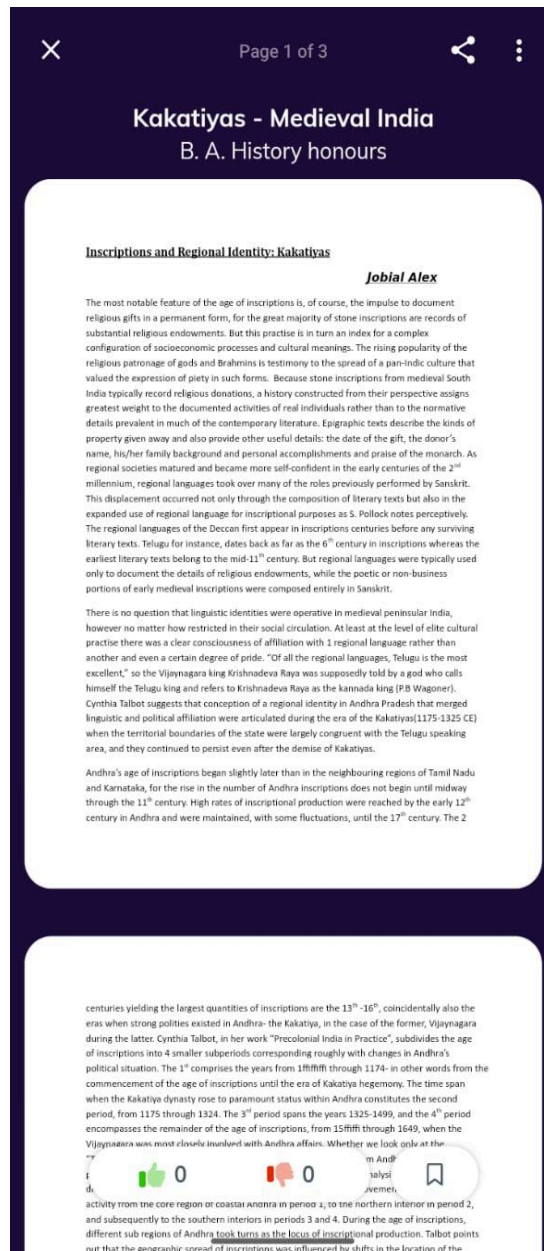 Page 1 of 3
Kakatiyas - Medieval India
B. A. History honours
Inscriptions and Regional Identity: Kakatiyas
Jobial Alex
The most notable feature of the age of inscriptions is, of course, the impulse to document
religious gifts in a permanent form, for the great majority of stone inscriptions are records of
substantial religious endowments. But this practise is in turn an index for a complex
configuration of socioeconomic processes and cultural meanings. The rising popularity of the
religious patronage of gods and Brahmins is testimony to the spread of a pan-Indic culture that
valued the expression of piety in such forms. Because stone inscriptions from medieval South
India typically record religious donations, a history constructed from their perspective assigns
greatest weight to the documented activities of real individuals rather than to the normative
details prevalent in much of the contemporary literature. Epigraphic texts describe the kinds of
property given away and also provide other useful details: the date of the gift, the donor's
name, his/her family background and personal accomplishments and praise of the monarch. As
regional societies matured and became more self-confident in the early centuries of the 2nd
millennium, regional languages took over many of the roles previously performed by Sanskrit.
This displacement occurred not only through the composition of literary texts but also in the
expanded use of regional language for inscriptional purposes as S. Pollock notes perceptively.
The regional languages of the Deccan first appear in inscriptions centuries before any surviving
literary texts. Telugu for instance, dates back as far as the 6th century in inscriptions whereas the
earliest literary texts belong to the mid-11th century. But regional languages were typically used
only to document the details of religious endowments, while the poetic or non-business
portions of early medieval inscriptions were composed entirely in Sanskrit.
There is no question that linguistic identities were operative in medieval peninsular India,
however no matter how restricted in their social circulation. At least at the level of elite cultural
practise there was a clear consciousness of affiliation with 1 regional language rather than
another and even a certain degree of pride. "Of all the regional languages, Telugu is the most
excellent," so the Vijaynagara king Krishnadeva Raya was supposedly told by a god who calls
himself the Telugu king and refers to Krishnadeva Raya as the kannada king (P.B Wagoner).
Cynthia Talbot suggests that conception of a regional identity in Andhra Pradesh that merged
linguistic and political affiliation were articulated during the era of the Kakatiyas(1175-1325 CE)
when the territorial boundaries of the state were largely congruent with the Telugu speaking
area, and they continued to persist even after the demise of Kakatiyas.
Andhra's age of inscriptions began slightly later than in the neighbouring regions of Tamil Nadu
and Karnataka, for the rise in the number of Andhra inscriptions does not begin until midway
through the 11th century. High rates of inscriptional production were reached by the early 12th
century in Andhra and were maintained, with some fluctuations, until the 17th century. The 2
centuries yielding the largest quantities of inscriptions are the 13th -16th, coincidentally also the
eras when strong polities existed in Andhra- the Kakatiya, in the case of the former, Vijayanagara
during the latter. Cynthia Talbot, in her work "Precolonial India in Practice", subdivides the age
of inscriptions into 4 smaller subperiods corresponding roughly with changes in Andhra's
political situation. The 1st comprises the years from 1ffiffiffi through 1174- in other words from the
commencement of the age of inscriptions until the era of Kakatiya hegemony. The time span
when the Kakatiya dynasty rose to paramount status within Andhra constitutes the second
period, from 1175 through 1324. The 3rd period spans the years 1325-1499, and the 4th period
encompasses the remainder of the age of inscriptions, from 15ffiffi through 1649, when the
Vijayanagara was most closely involved with Andhra affairs. Whether we look only at the
0 0
activity from the core region of coastal Andhra in period 1, to the northern interior in period 2,
and subsequently to the southern interiors in periods 3 and 4. During the age of inscriptions,
different sub regions of Andhra took turns as the locus of inscriptional production. Talbot points
out that the geographic spread of inscriptions was influenced by shifts in the location of the